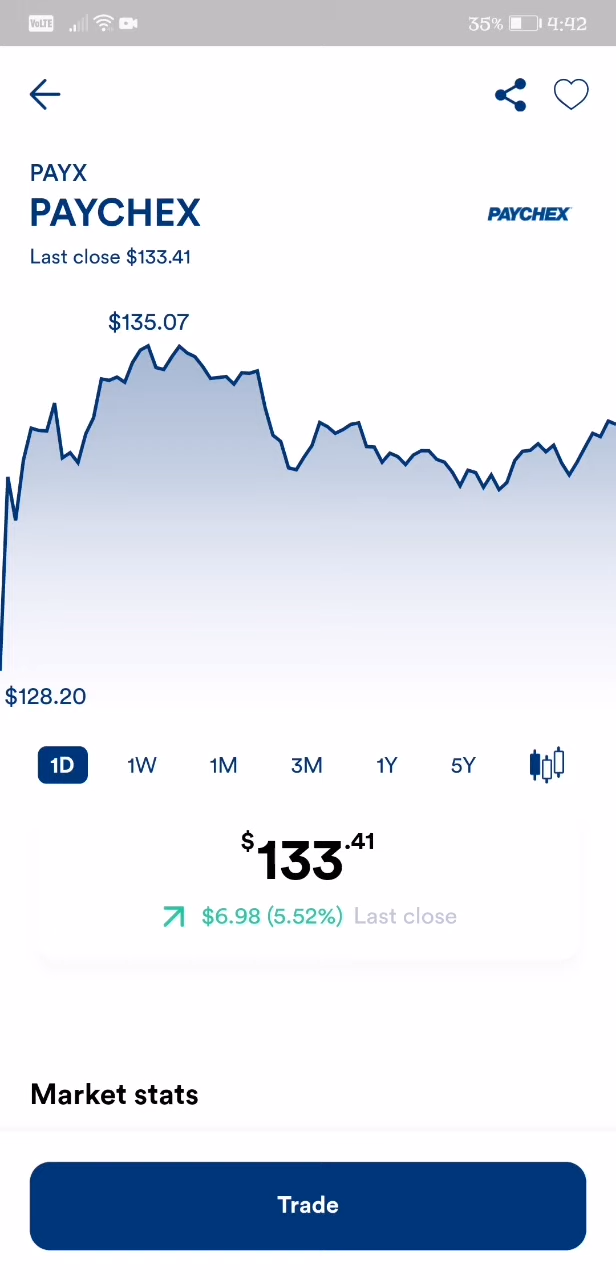 VoLTE 35% 4:42
PAYX
PAYCHEX
PAYCHEX
Last close $133.41
$135.07
$128.20
1D 1W 1M 3M 1Y 5Y
$133.41
$6.98 (5.52%) Last close
Market stats
Trade